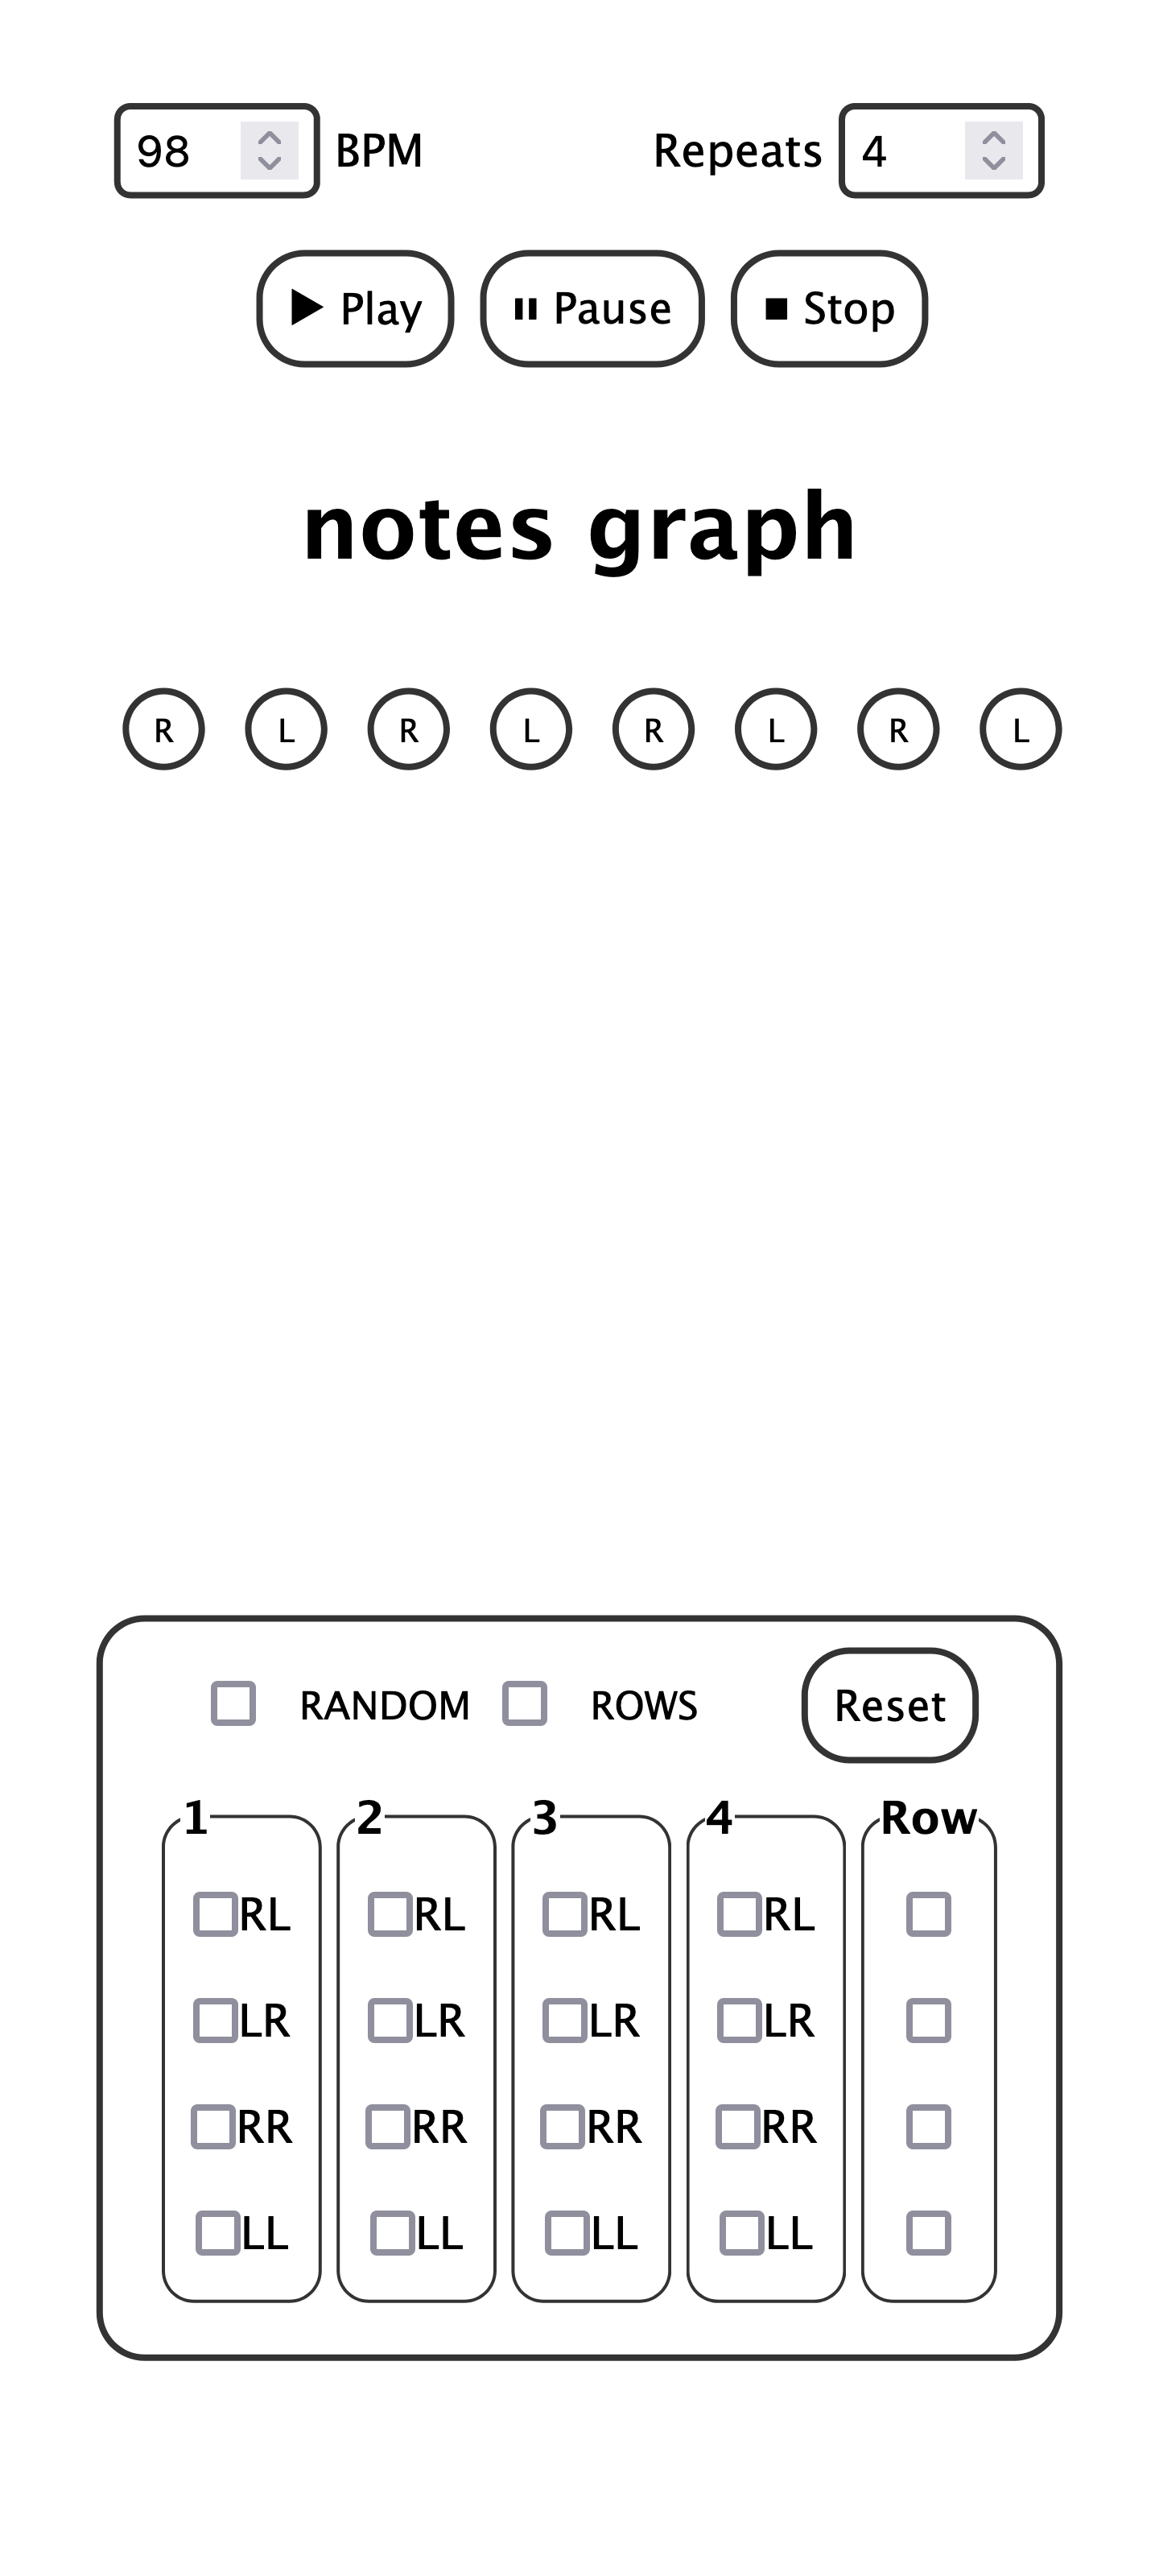 98 BPM Repeats 4
Play Pause Stop
notes graph
R L R L R L R L
RANDOM ROWS Reset
1 2 3 4 Row
RL RL RL RL
LR LR LR LR
RR RR RR RR
LL LL LL LL